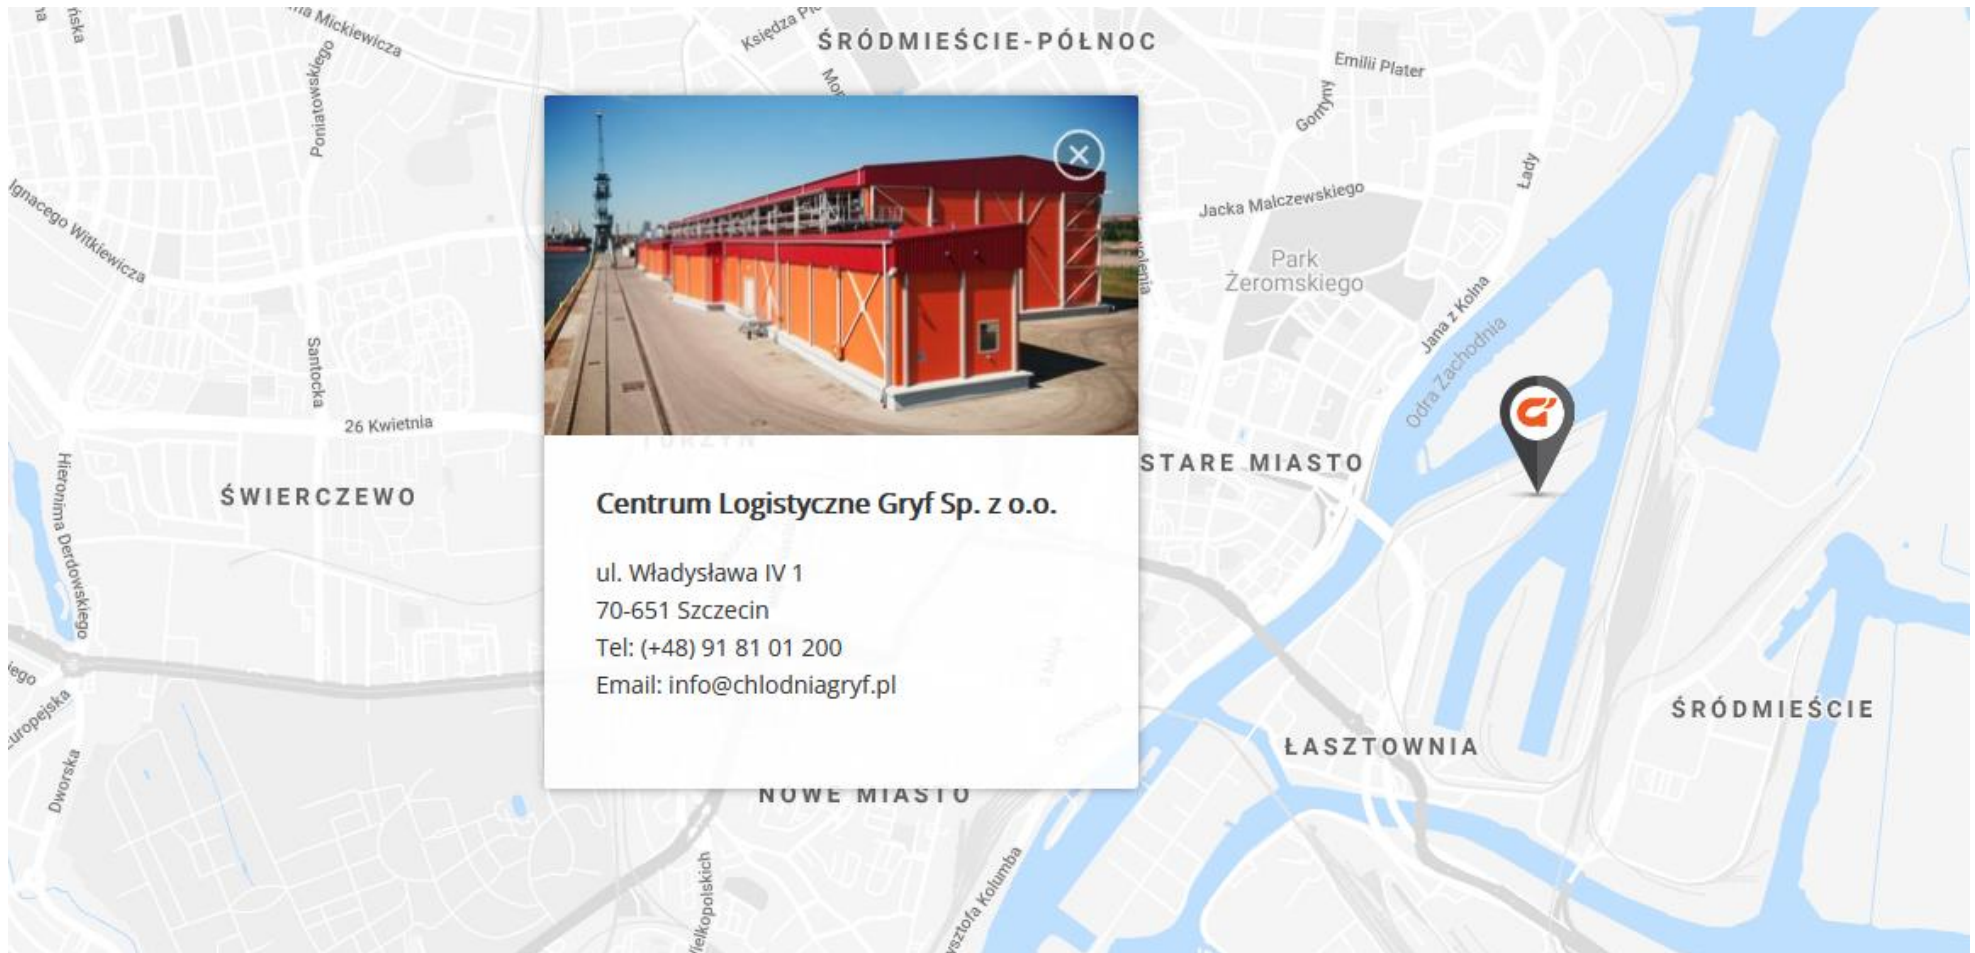 Mickiewicza
ŚRÓDMIEŚCIE-PÓŁNOC
Księdza
Emilii Plater
Poniatowskiego
Gontyny
Łady
Ignacego Witkiewicza
Jacka Malczewskiego
Park
Żeromskiego
Jana z Kolna
Odra Zachodnia
Santocka
26 Kwietnia
STARE MIASTO
ŚWIERCZEWO
Hieronima Derdowskiego
Centrum Logistyczne Gryf Sp. z o.o.
ul. Władysława IV 1
70-651 Szczecin
Tel: (+48) 91 81 01 200
Email: info@chlodniagryf.pl
ŚRÓDMIEŚCIE
ŁASZTOWNIA
Dworska
NOWE MIASTO
Kolumba